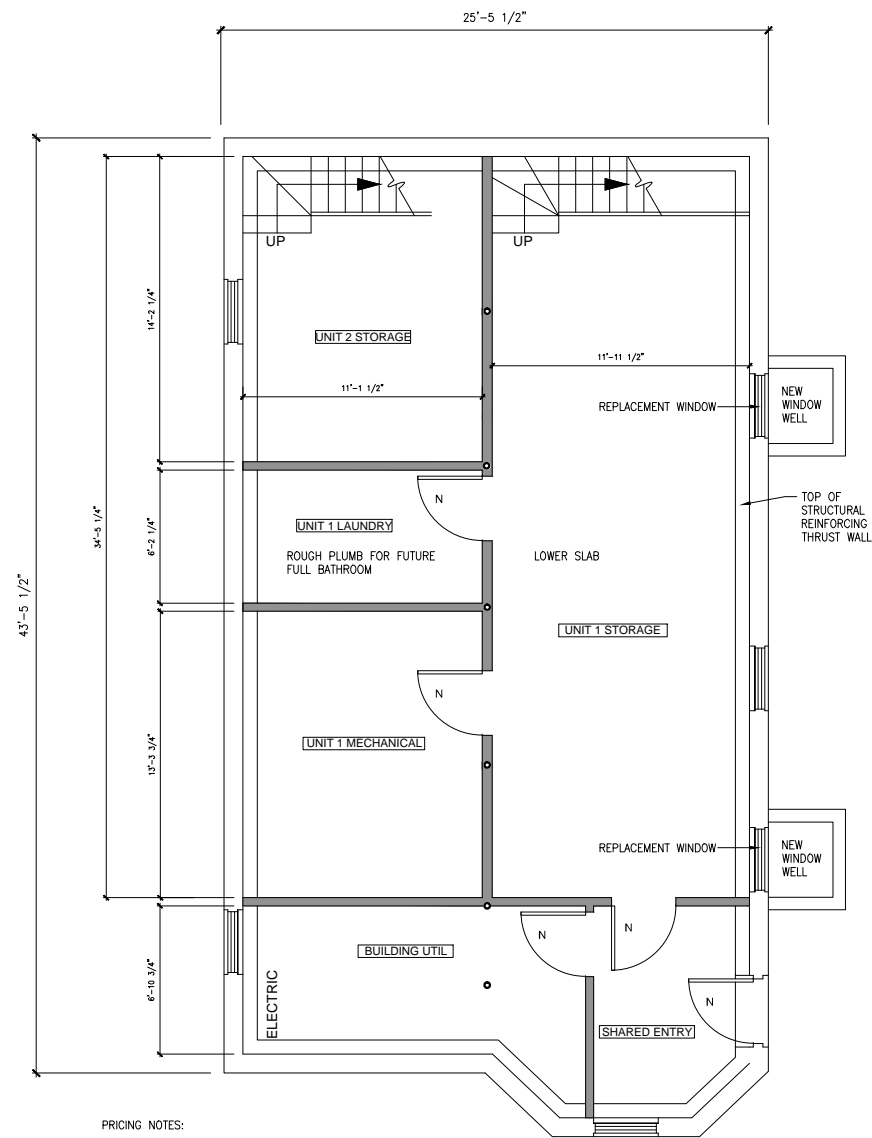 25'-5 1/2"
UP
UP
14'-2 1/4"
UNIT 2 STORAGE
11'-11 1/2"
11'-1 1/2"
REPLACEMENT WINDOW
NEW
WINDOW
WELL
N
TOP OF
STRUCTURAL
REINFORCING
THRUST WALL
34'-5 1/4"
6'-2 1/4"
UNIT 1 LAUNDRY
ROUGH PLUMB FOR FUTURE
FULL BATHROOM
LOWER SLAB
43'-5 1/2"
UNIT 1 STORAGE
N
13'-3 3/4"
UNIT 1 MECHANICAL
REPLACEMENT WINDOW
NEW
WINDOW
WELL
N
N
BUILDING UTIL
6'-10 3/4"
ELECTRIC
N
SHARED ENTRY
PRICING NOTES: